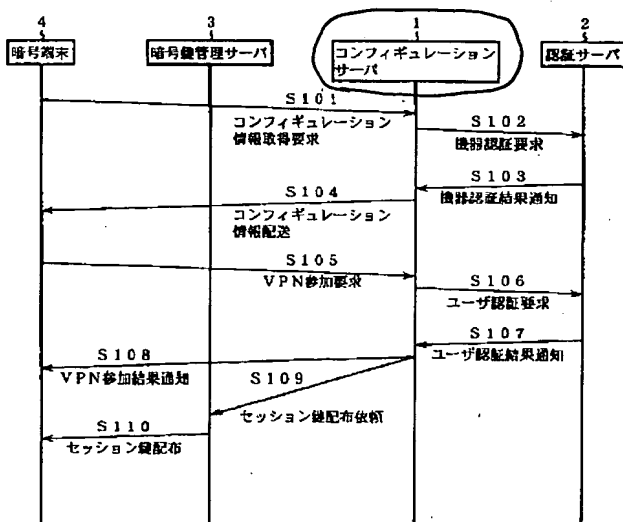 4 3 1 2
暗号端末 暗号鍵管理サーバ コンフィギュレーション 認証サーバ
サーバ
S101
コンフィギュレーション
情報取得要求
S102
機器認証要求
S103
機器認証結果通知
S104
コンフィギュレーション
情報配送
S105
VPN参加要求
S106
ユーザ認証要求
S107
ユーザ認証結果通知
S108
VPN参加結果通知
S109
セッション鍵配布依頼
S110
セッション鍵配布